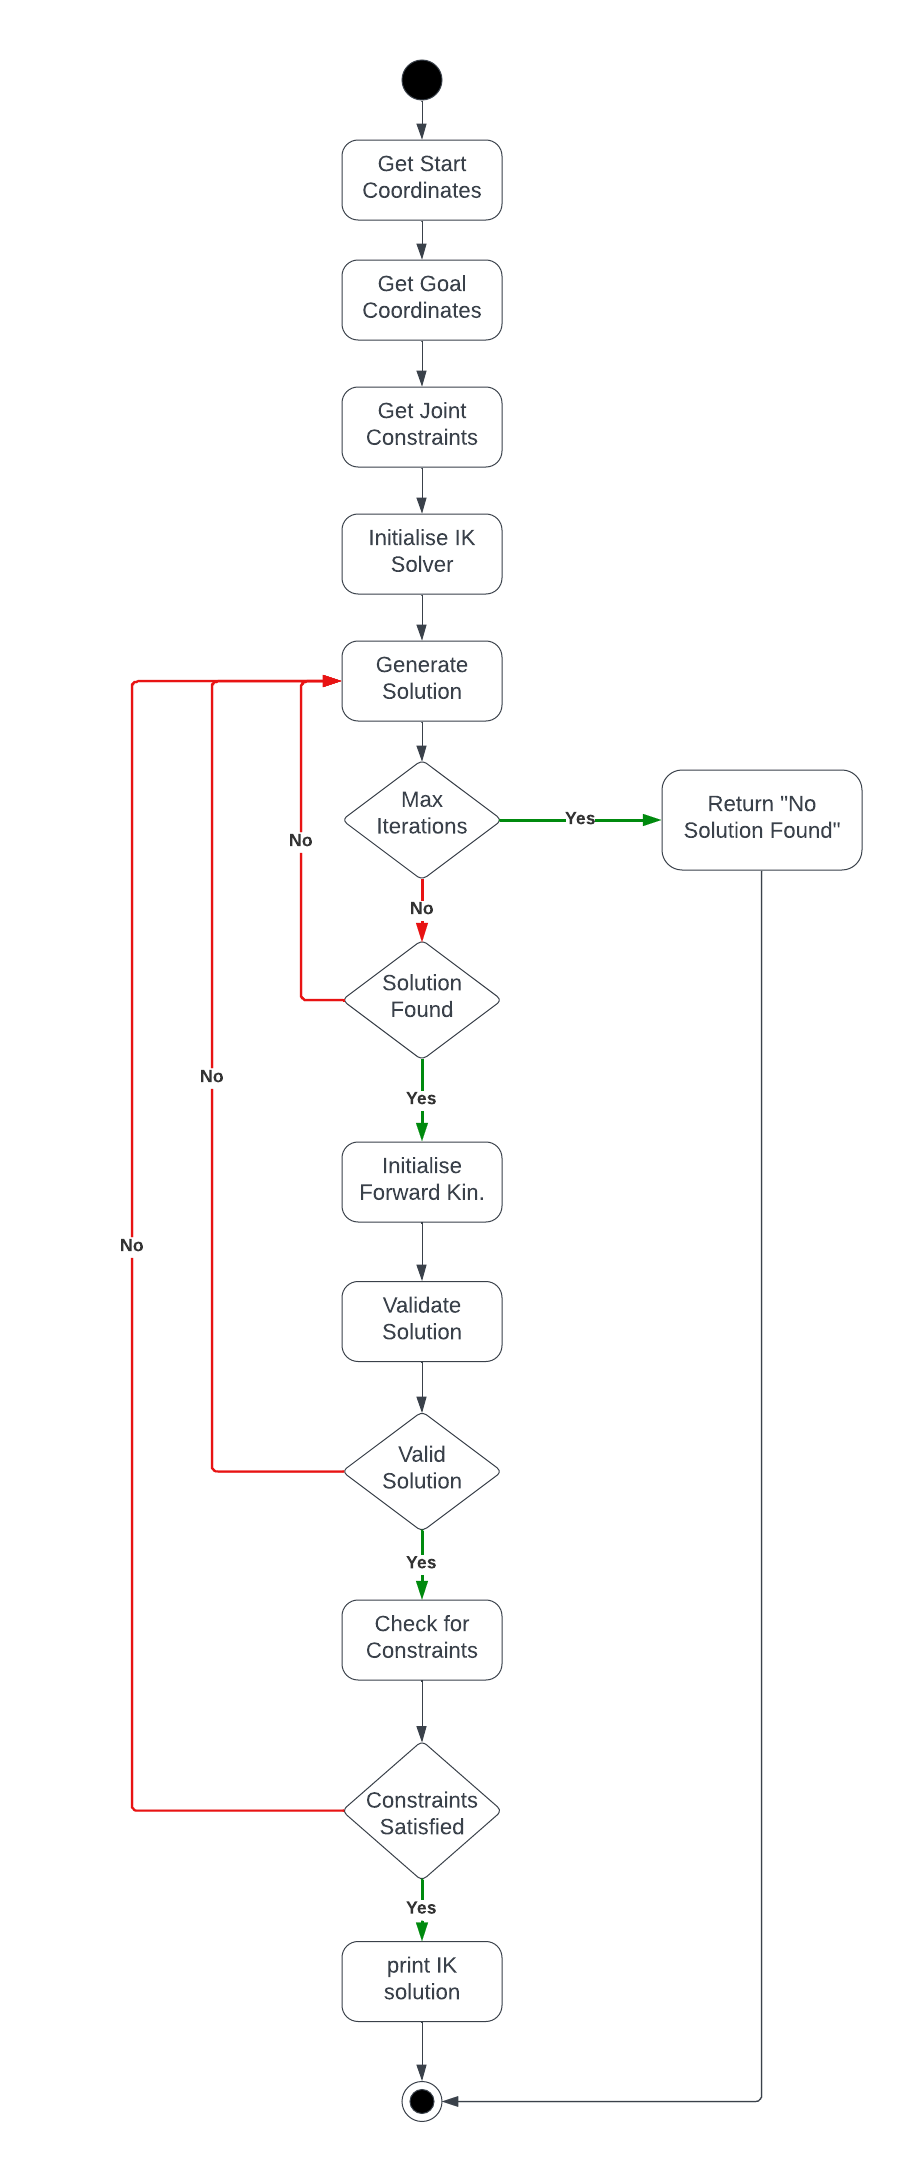 Get Start
Coordinates
Get Goal
Coordinates
Get Joint
Constraints
Initialise IK
Solver
Generate
Solution
Max
Iterations
Yes
Return "No
Solution Found"
No
No
Solution
Found
No
Yes
Initialise
Forward Kin.
No
Validate
Solution
Valid
Solution
Yes
Check for
Constraints
Constraints
Satisfied
Yes
print IK
solution